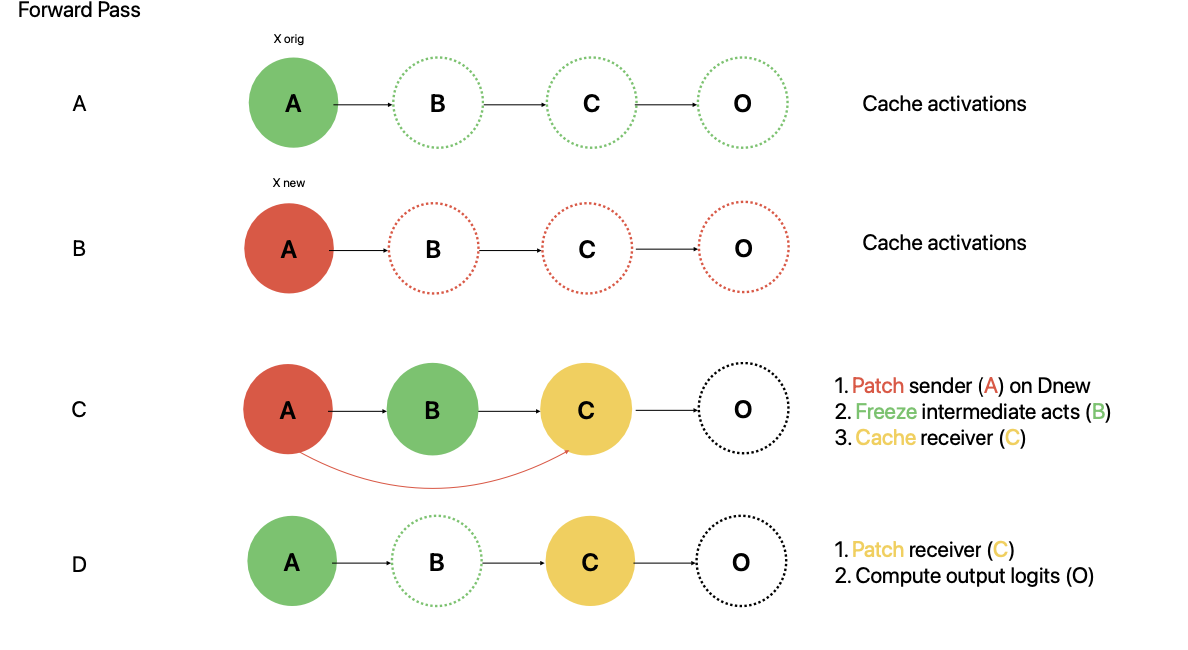 Forward Pass
X orig
A
A
B
C
O
Cache activations
X new
B
A
B
C
O
Cache activations
C
A
B
C
O
1. Patch sender (A) on Dnew
2. Freeze intermediate acts (B)
3. Cache receiver (C)
D
A
B
C
O
1. Patch receiver (C)
2. Compute output logits (O)